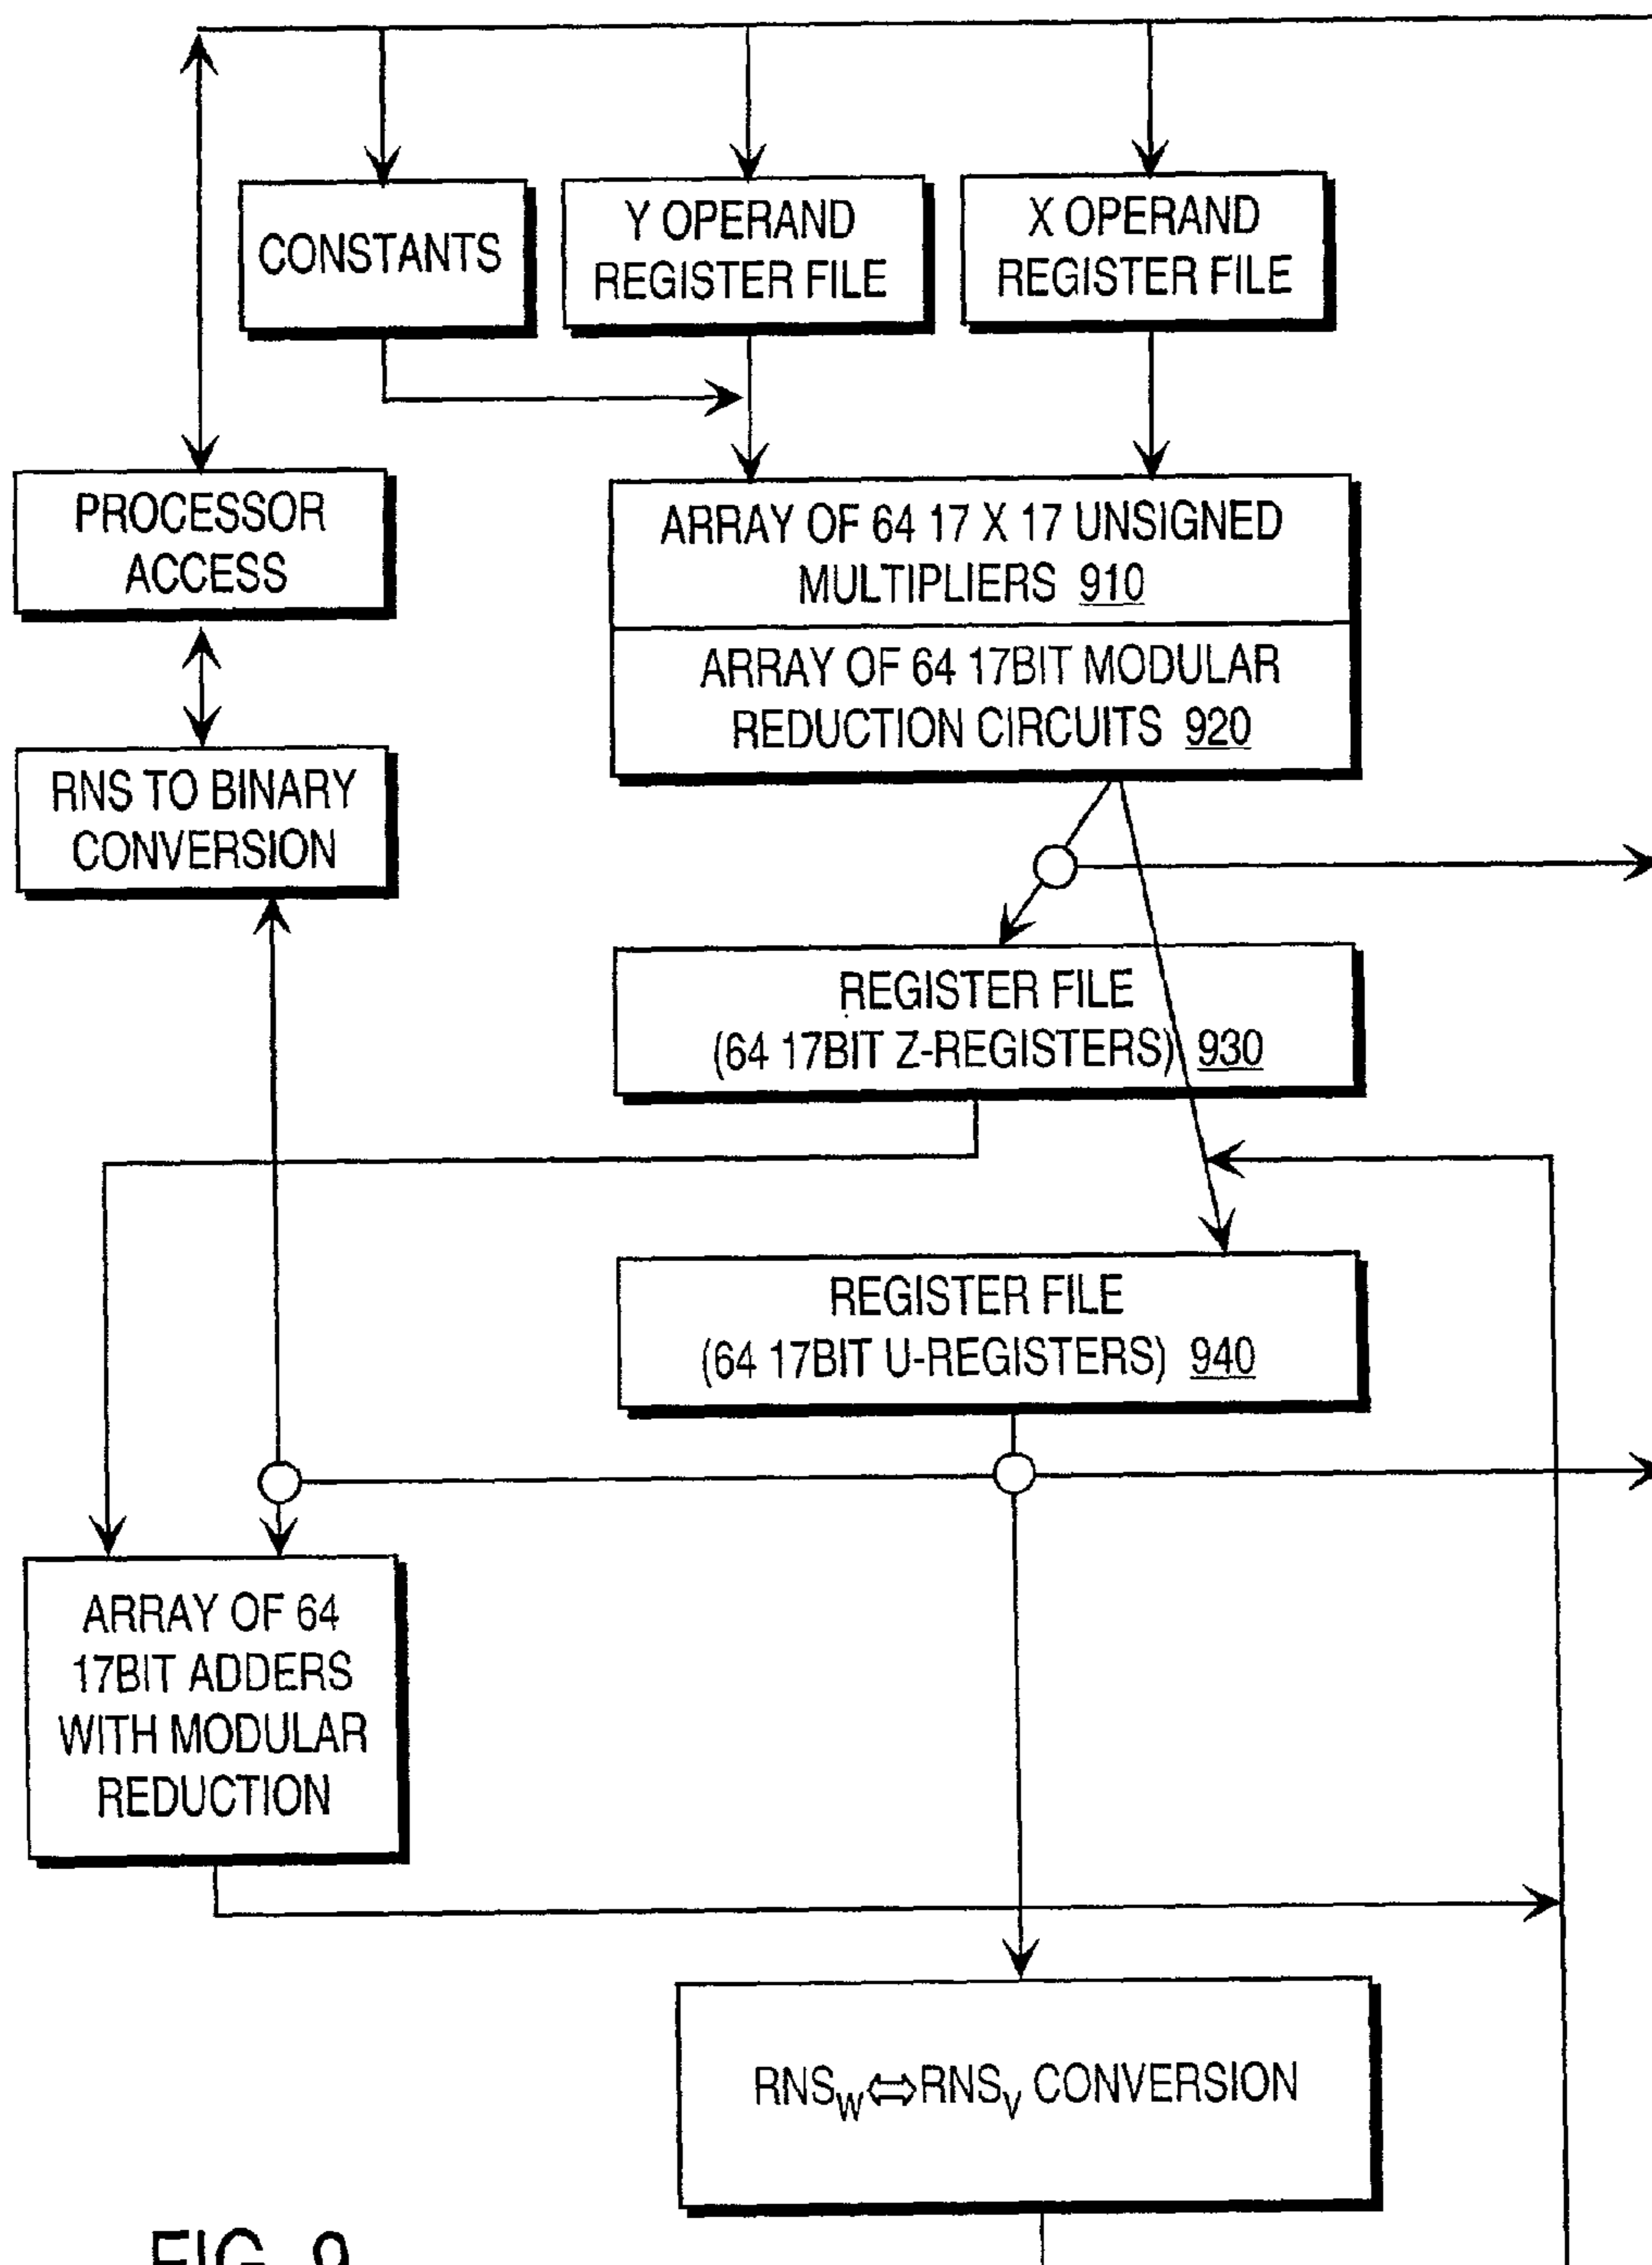 CONSTANTS
Y OPERAND
REGISTER FILE
X OPERAND
REGISTER FILE
PROCESSOR
ACCESS
ARRAY OF 64 17 X 17 UNSIGNED
MULTIPLIERS 910
ARRAY OF 64 17BIT MODULAR
REDUCTION CIRCUITS 920
RNS TO BINARY
CONVERSION
REGISTER FILE
(64 17BIT Z-REGISTERS) 930
REGISTER FILE
(64 17BIT U-REGISTERS) 940
ARRAY OF 64
17BIT ADDERS
WITH MODULAR
REDUCTION
RNSW⇔RNSV CONVERSION
FIG. 9